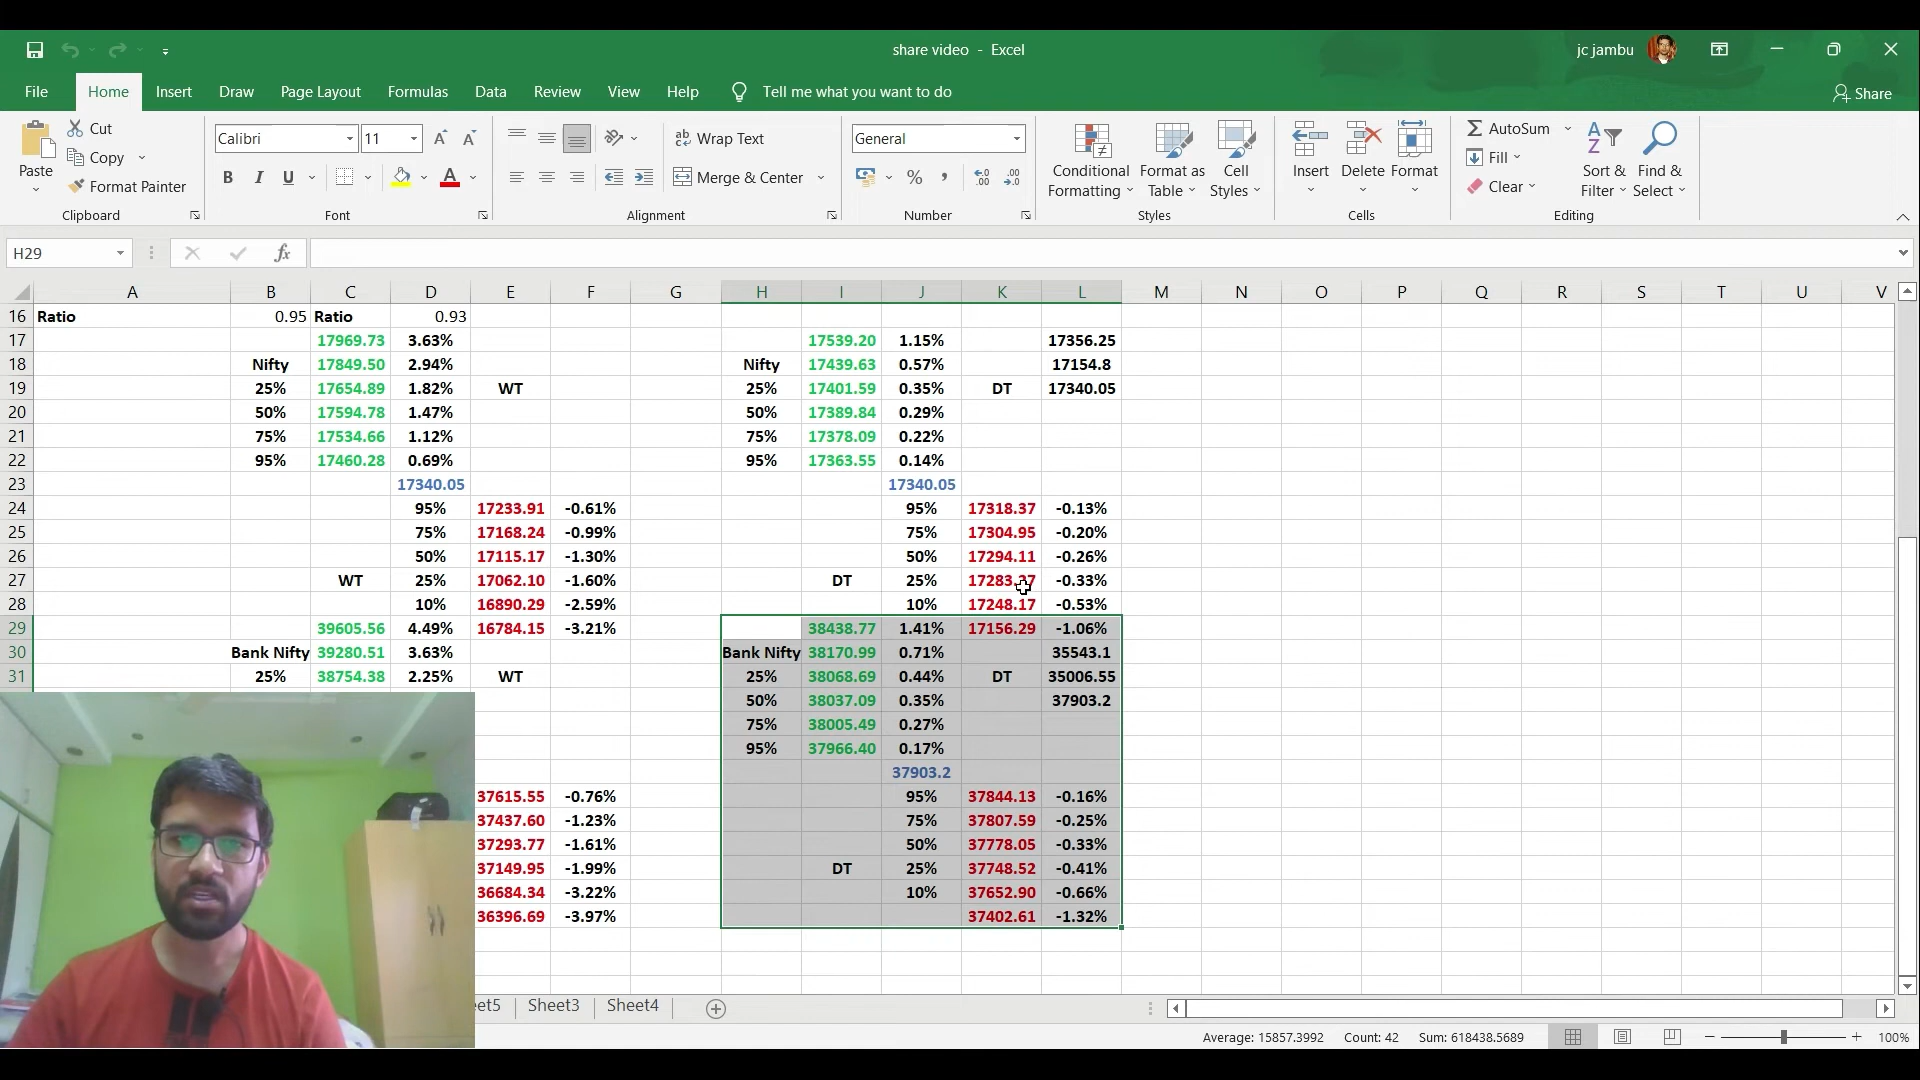 share video - Excel
jc jambu
File Home Insert Draw Page Layout Formulas Data Review View Help Tell me what you want to do
Share
Paste
Cut
Copy
Format Painter
Clipboard
Calibri 11
B I U
Font
Wrap Text
Merge & Center
Alignment
General
% ,
Number
Conditional Formatting
Format as Table
Cell Styles
Styles
Insert Delete Format
Cells
AutoSum
Fill
Clear
Sort & Filter
Find & Select
Editing
H29 fx
A B C D E F G H I J K L M N O P Q R S T U V
16 Ratio 0.95 Ratio 0.93
17 17969.73 3.63% 17539.20 1.15% 17356.25
18 Nifty 17849.50 2.94% Nifty 17439.63 0.57% 17154.8
19 25% 17654.89 1.82% WT 25% 17401.59 0.35% DT 17340.05
20 50% 17594.78 1.47% 50% 17389.84 0.29%
21 75% 17534.66 1.12% 75% 17378.09 0.22%
22 95% 17460.28 0.69% 95% 17363.55 0.14%
23 17340.05 17340.05
24 95% 17233.91 -0.61% 95% 17318.37 -0.13%
25 75% 17168.24 -0.99% 75% 17304.95 -0.20%
26 50% 17115.17 -1.30% 50% 17294.11 -0.26%
27 WT 25% 17062.10 -1.60% DT 25% 17283.27 -0.33%
28 10% 16890.29 -2.59% 10% 17248.17 -0.53%
29 39605.56 4.49% 16784.15 -3.21% 38438.77 1.41% 17156.29 -1.06%
30 Bank Nifty 39280.51 3.63% Bank Nifty 38170.99 0.71% 35543.1
31 25% 38754.38 2.25% WT 25% 38068.69 0.44% DT 35006.55
50% 38037.09 0.35% 37903.2
75% 38005.49 0.27%
95% 37966.40 0.17%
37903.2
37615.55 -0.76% 95% 37844.13 -0.16%
37437.60 -1.23% 75% 37807.59 -0.25%
37293.77 -1.61% 50% 37778.05 -0.33%
37149.95 -1.99% DT 25% 37748.52 -0.41%
36684.34 -3.22% 10% 37652.90 -0.66%
36396.69 -3.97% 37402.61 -1.32%
eet5 Sheet3 Sheet4
Average: 15857.3992 Count: 42 Sum: 618438.5689 100%